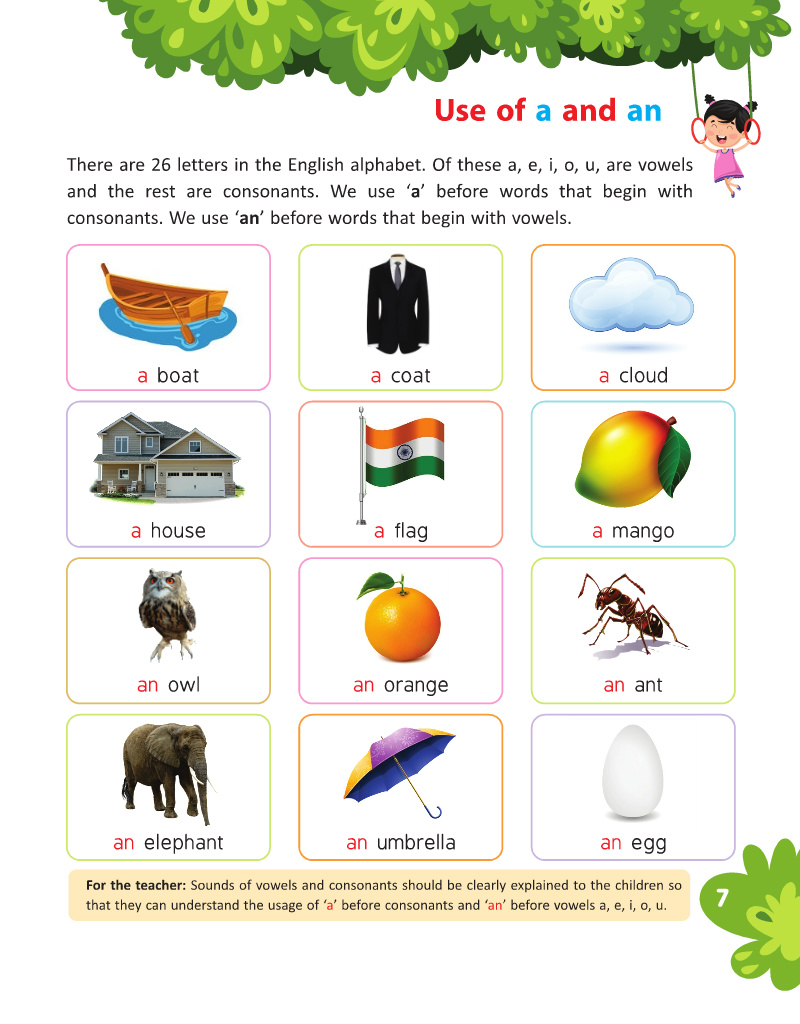 Use of a and an
There are 26 letters in the English alphabet. Of these a, e, i, o, u, are vowels
and the rest are consonants. We use ‘a’ before words that begin with
consonants. We use ‘an’ before words that begin with vowels.
a boat
a coat
a cloud
a house
a flag
a mango
an owl
an orange
an ant
an elephant
an umbrella
an egg
For the teacher: Sounds of vowels and consonants should be clearly explained to the children so
that they can understand the usage of ‘a’ before consonants and ‘an’ before vowels a, e, i, o, u.
7